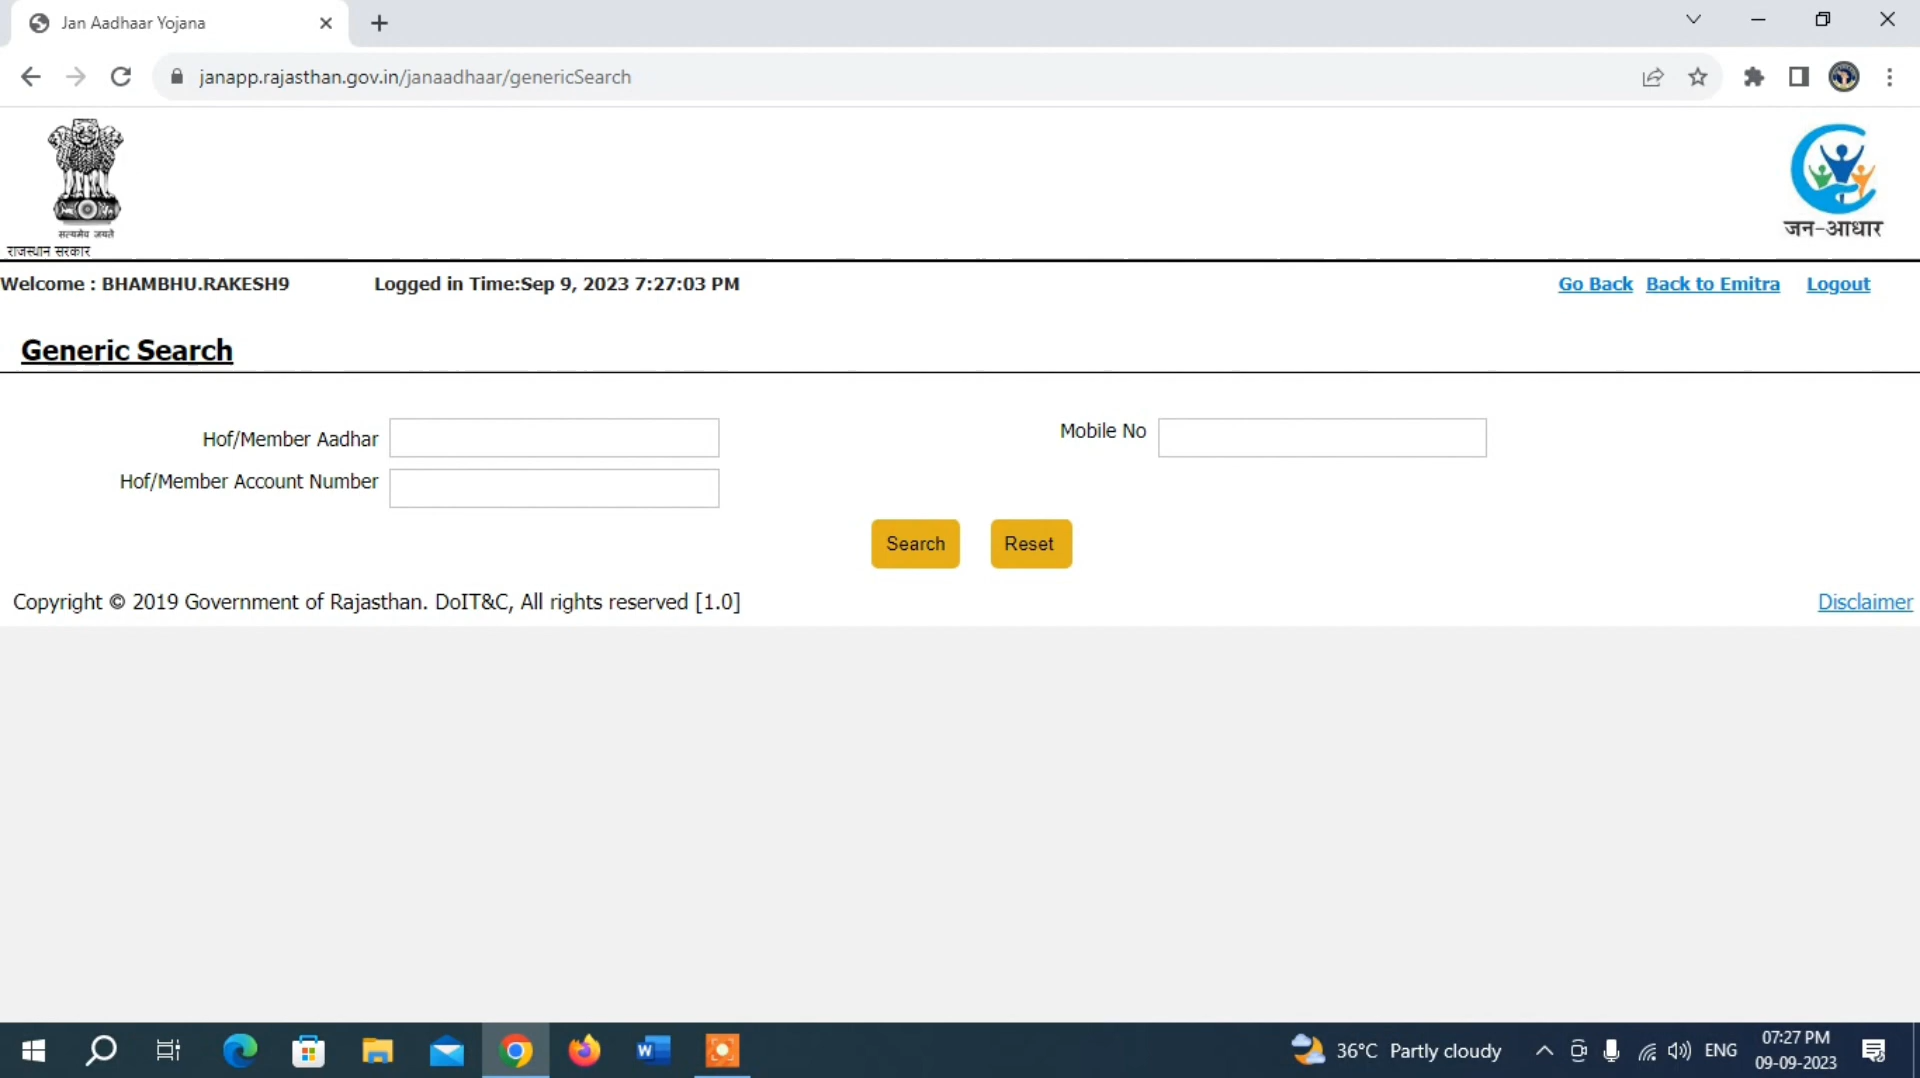 Jan Aadhaar Yojana
janapp.rajasthan.gov.in/janaadhaar/genericSearch
सत्यमेव जयते
राजस्थान सरकार
जन-आधार
Welcome : BHAMBHU.RAKESH9 Logged in Time:Sep 9, 2023 7:27:03 PM Go Back Back to Emitra Logout
Generic Search
Hof/Member Aadhar Mobile No
Hof/Member Account Number
Search Reset
Copyright © 2019 Government of Rajasthan. DoIT&C, All rights reserved [1.0] Disclaimer
36°C Partly cloudy ENG 07:27 PM
09-09-2023